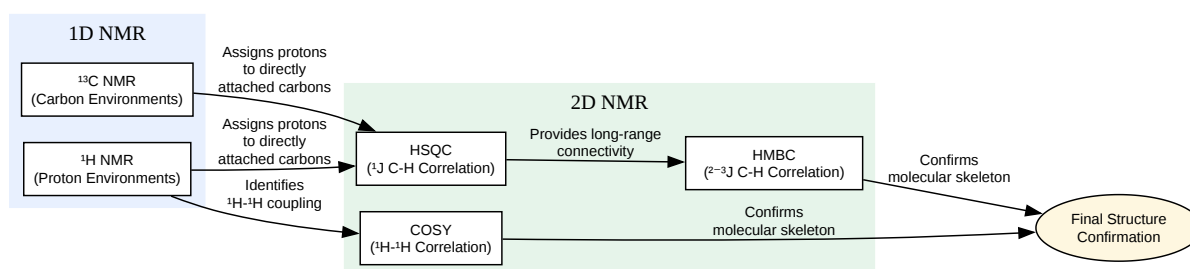 1D NMR
¹³C NMR
(Carbon Environments)
¹H NMR
(Proton Environments)
Assigns protons
to directly
attached carbons
Assigns protons
to directly
attached carbons
Identifies
¹H-¹H coupling
2D NMR
HSQC
(¹J C-H Correlation)
Provides long-range
connectivity
HMBC
(²⁻³J C-H Correlation)
COSY
(¹H-¹H Correlation)
Confirms
molecular skeleton
Confirms
molecular skeleton
Final Structure
Confirmation